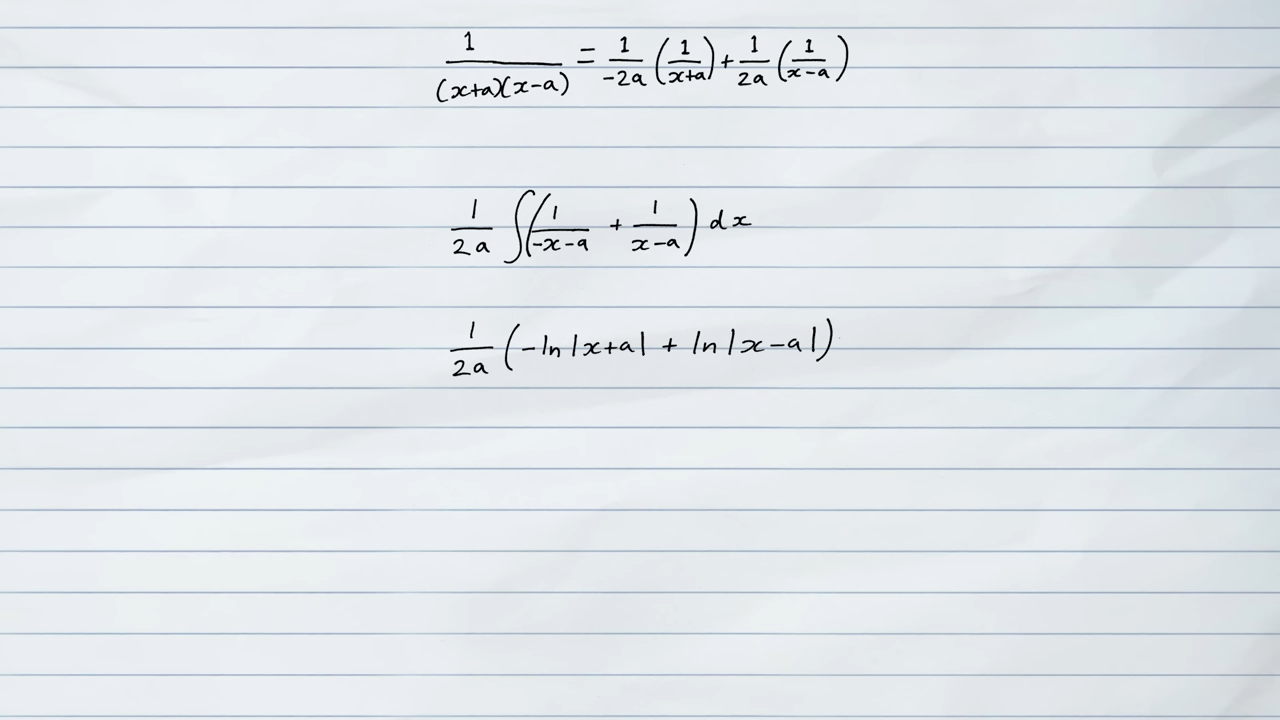 1/((x+a)(x-a)) = 1/-2a (1/x+a) + 1/2a (1/x-a)
1/2a ∫(1/-x-a + 1/x-a) dx
1/2a (-ln|x+a| + ln|x-a|)